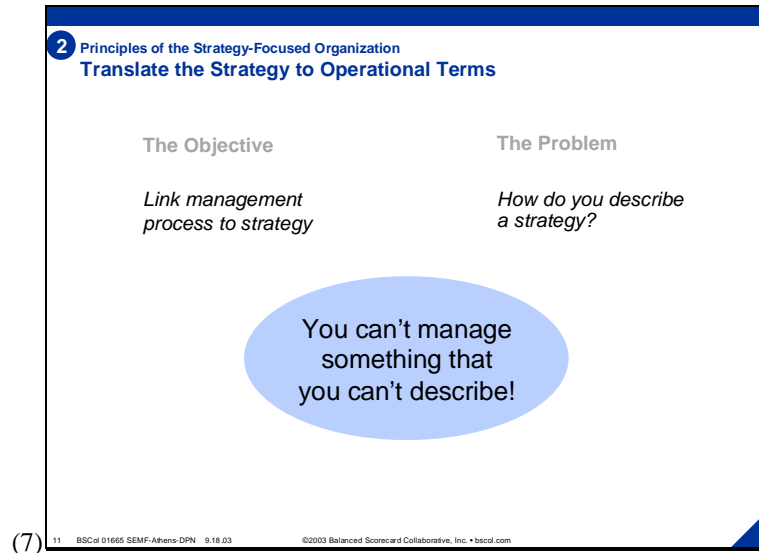 2
Principles of the Strategy-Focused Organization
Translate the Strategy to Operational Terms
The Objective
The Problem
Link management
process to strategy
How do you describe
a strategy?
You can't manage
something that
you can't describe!
(7)
11 BSCol 01665 SEMF-Athens-DPN 9.18.03 ©2003 Balanced Scorecard Collaborative, Inc. • bscol.com